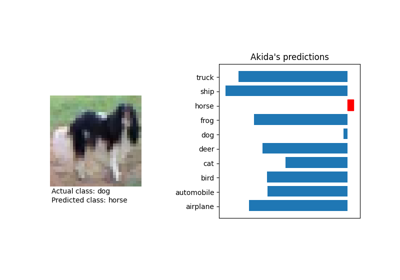 Akida's predictions
truck
ship
horse
frog
dog
deer
cat
bird
automobile
airplane
Actual class: dog
Predicted class: horse